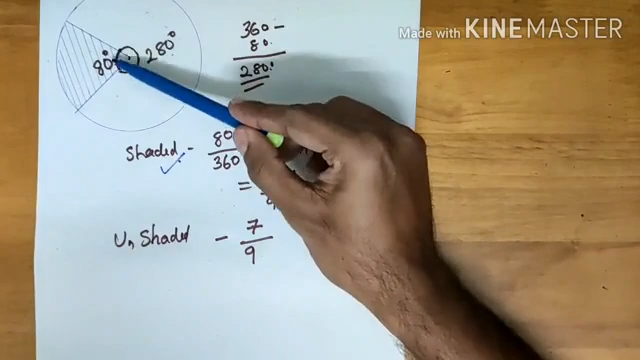 Made with KINEMASTER
360 -
80
280°
80° 280°
Shaded - 80
360
=
Un Shaded - 7
9